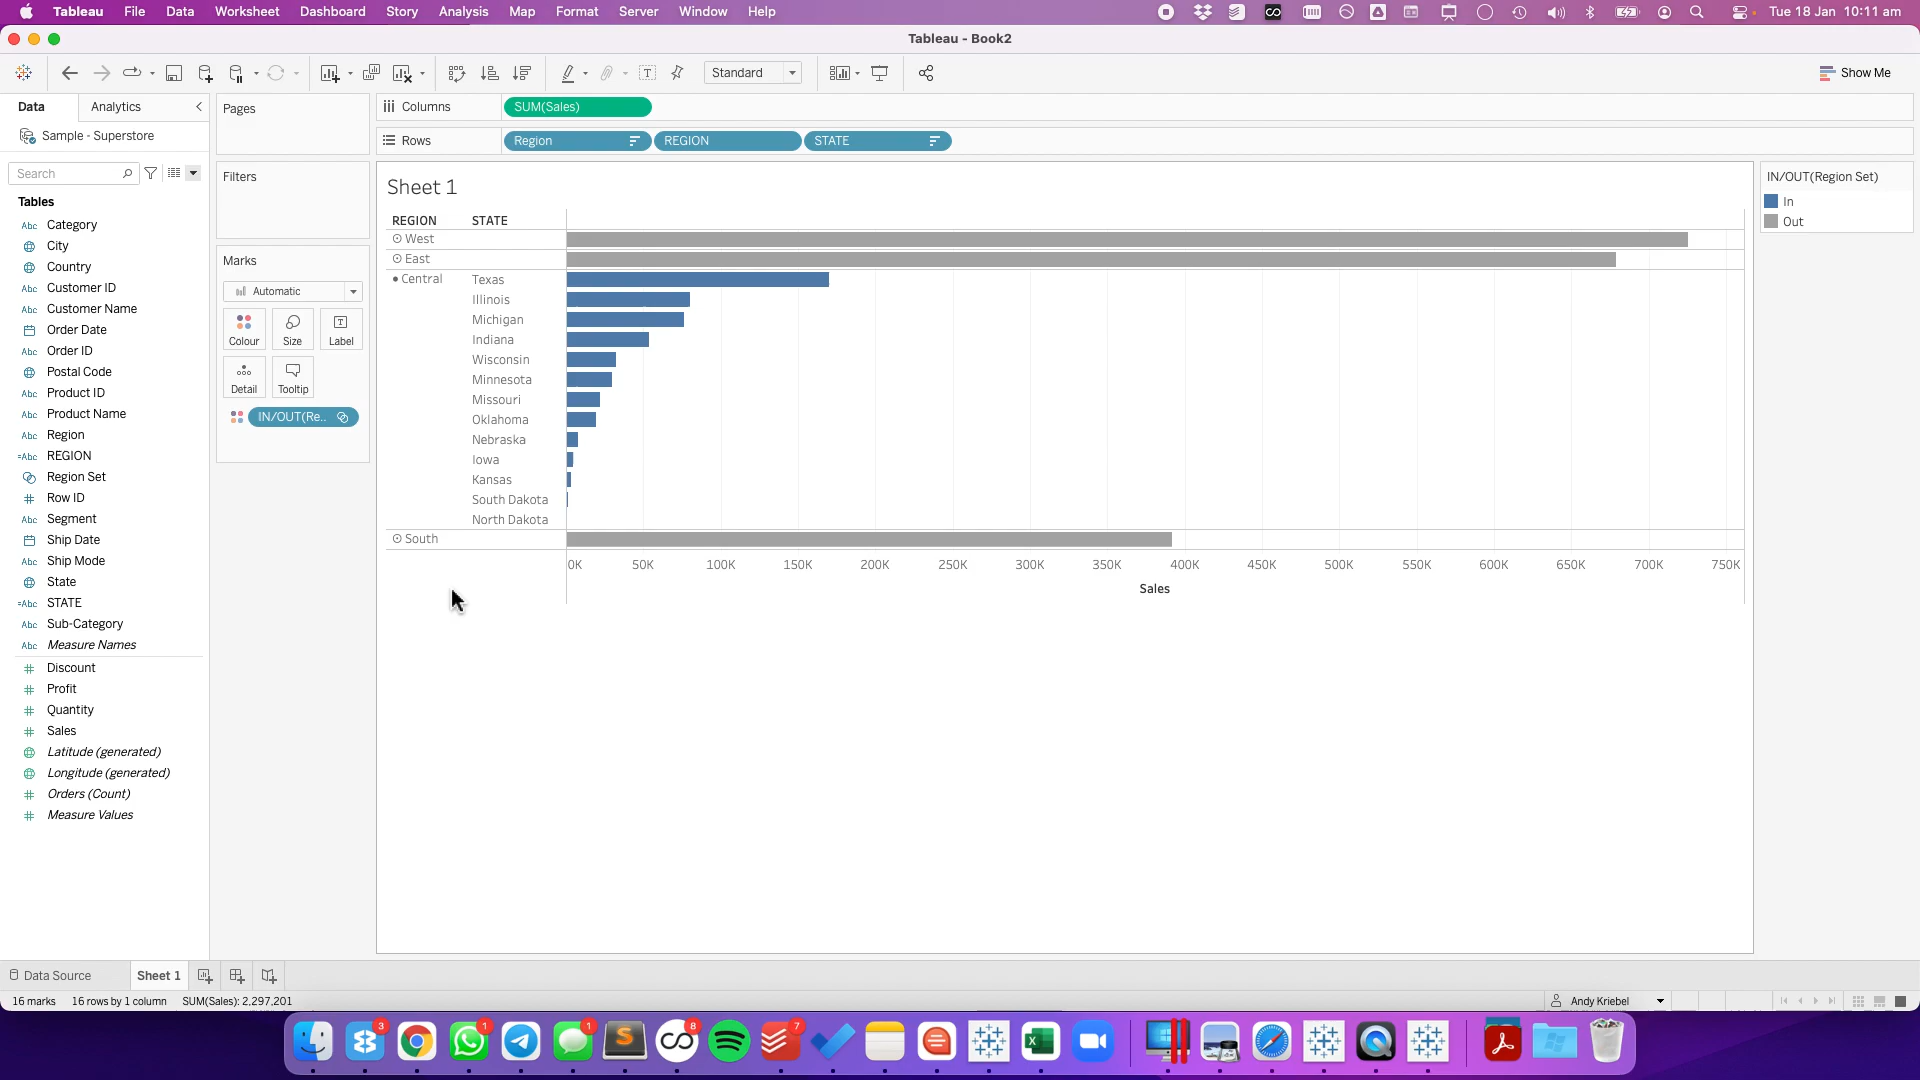 Tableau File Data Worksheet Dashboard Story Analysis Map Format Server Window Help Tue 18 Jan 10:11 am
Tableau - Book2
Standard Show Me
Data Analytics
Pages
Columns SUM(Sales)
Sample - Superstore
Rows Region REGION STATE
Search
Filters
Sheet 1
IN/OUT(Region Set)
In
Out
Tables
Category
City
Country
Customer ID
Customer Name
Order Date
Order ID
Postal Code
Product ID
Product Name
Region
REGION
Region Set
Row ID
Segment
Ship Date
Ship Mode
State
STATE
Sub-Category
Measure Names
Discount
Profit
Quantity
Sales
Latitude (generated)
Longitude (generated)
Orders (Count)
Measure Values
Marks
Automatic
Colour Size Label
Detail Tooltip
IN/OUT(Re..
REGION STATE
West
East
Central Texas
Illinois
Michigan
Indiana
Wisconsin
Minnesota
Missouri
Oklahoma
Nebraska
Iowa
Kansas
South Dakota
North Dakota
South
0K 50K 100K 150K 200K 250K 300K 350K 400K 450K 500K 550K 600K 650K 700K 750K
Sales
Data Source Sheet 1
16 marks 16 rows by 1 column SUM(Sales): 2,297,201 Andy Kriebel
3 1 1 8 7